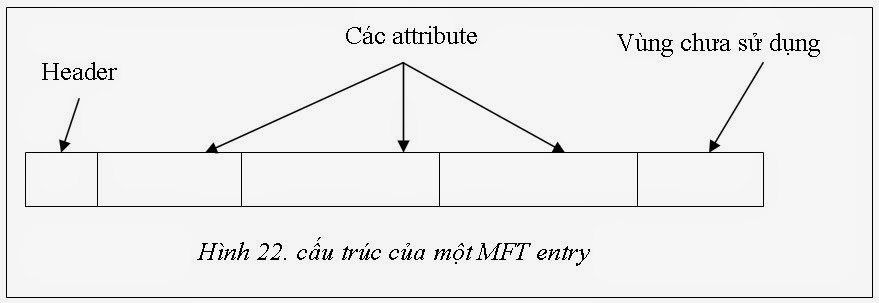 Các attribute
Vùng chưa sử dụng
Header
Hình 22. cấu trúc của một MFT entry